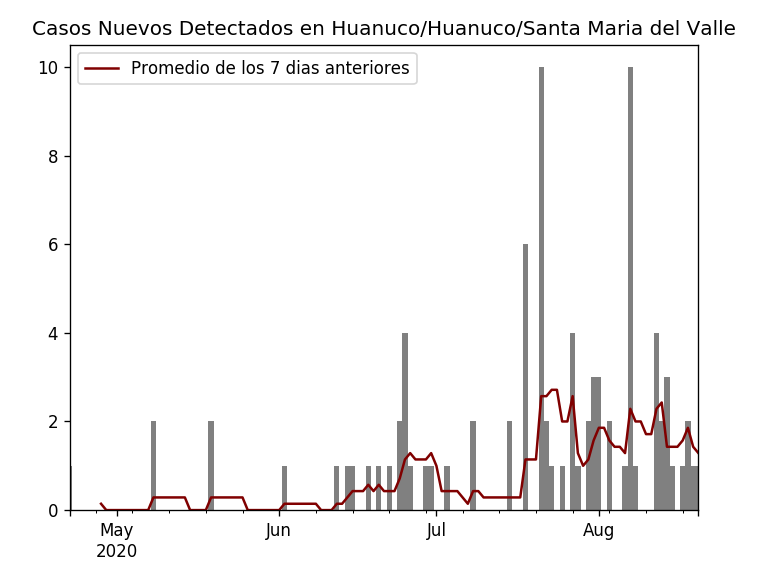 Casos Nuevos Detectados en Huanuco/Huanuco/Santa Maria del Valle
Promedio de los 7 dias anteriores
10
8
6
4
2
0
May Jun Jul Aug
2020